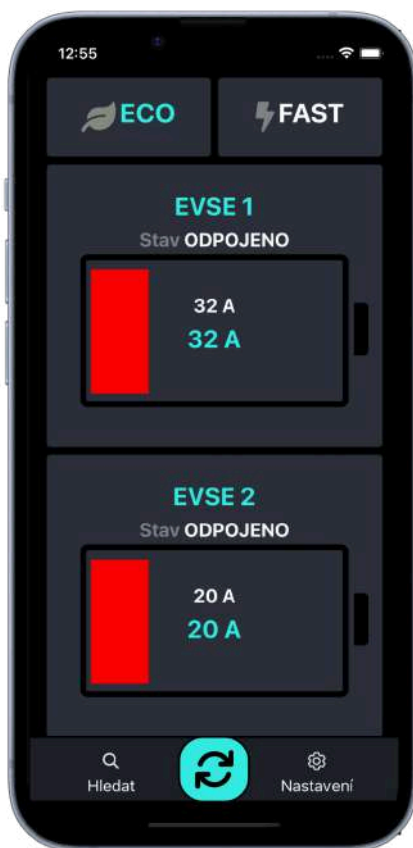 12:55
ECO
FAST
EVSE 1
Stav ODPOJENO
32 A
32 A
EVSE 2
Stav ODPOJENO
20 A
20 A
Hledat
Nastavení